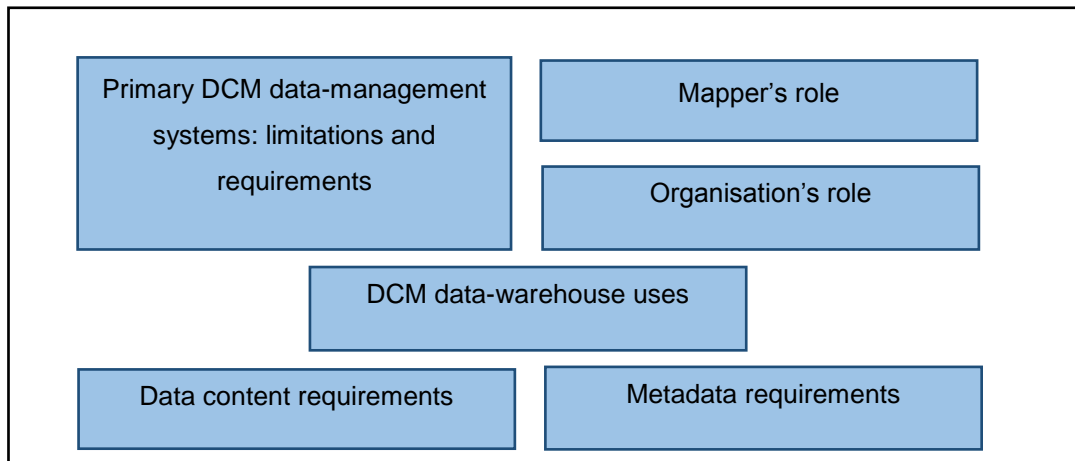 Primary DCM data-management
systems: limitations and
requirements
Mapper's role
Organisation's role
DCM data-warehouse uses
Data content requirements
Metadata requirements